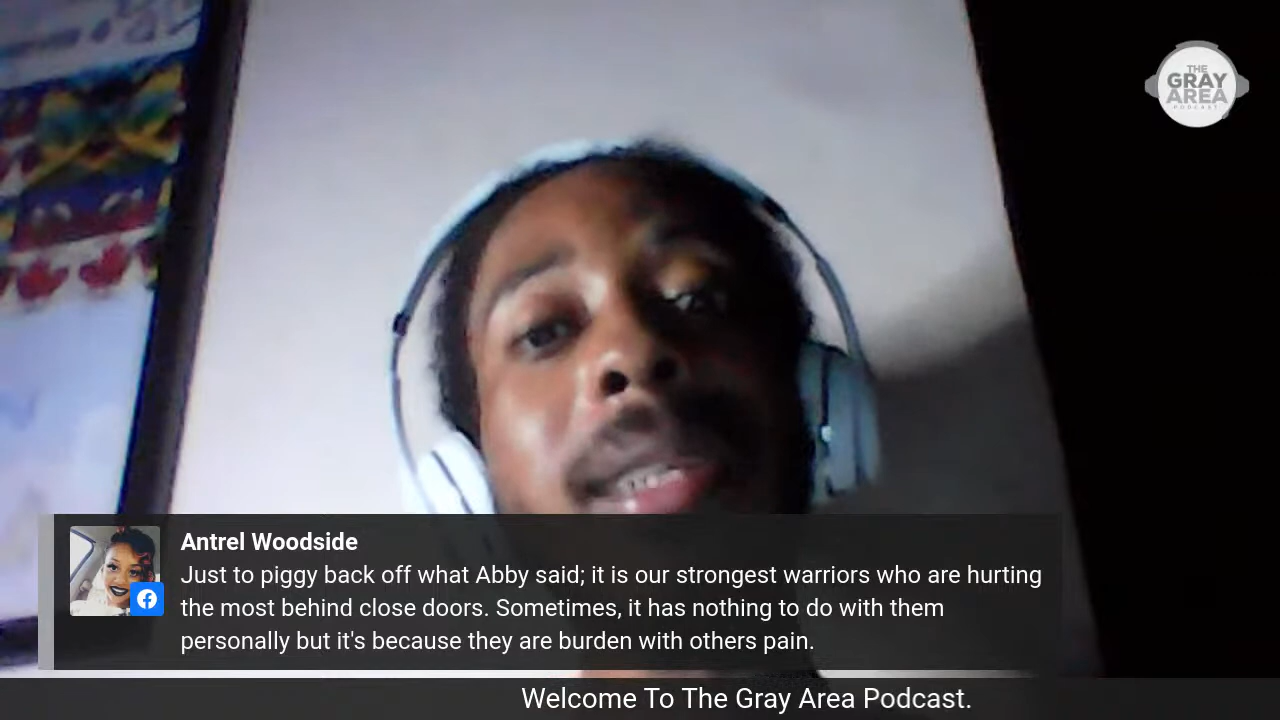 THE
GRAY
AREA
PODCAST
Antrel Woodside
Just to piggy back off what Abby said; it is our strongest warriors who are hurting
the most behind close doors. Sometimes, it has nothing to do with them
personally but it's because they are burden with others pain.
Welcome To The Gray Area Podcast.